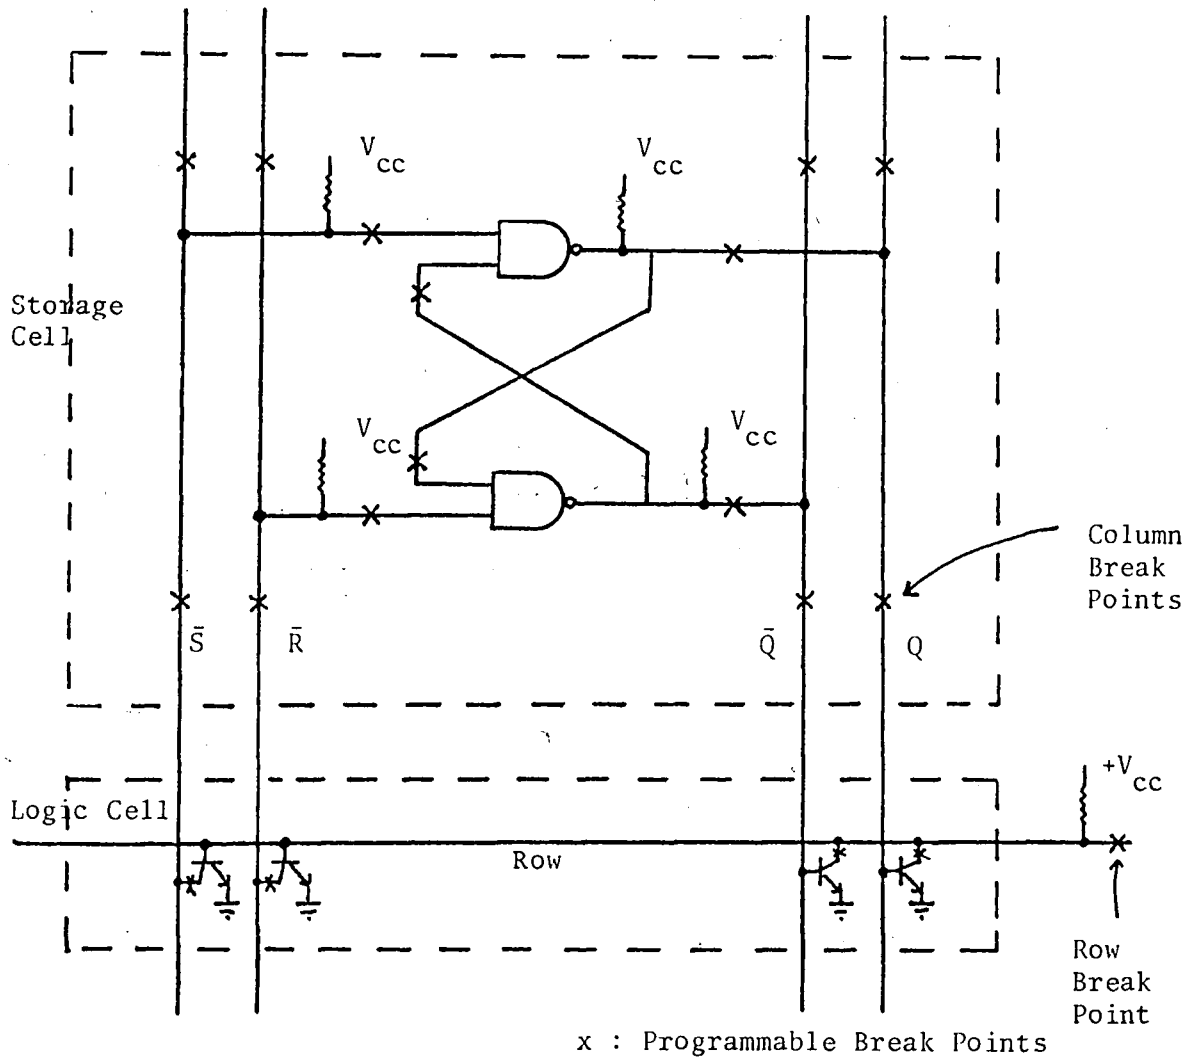 V
cc
V
cc
Storage
Cell
V
cc
V
cc
Column
Break
Points
S̄
R̄
Q̄
Q
+V
cc
Logic Cell
Row
Row
Break
Point
x : Programmable Break Points